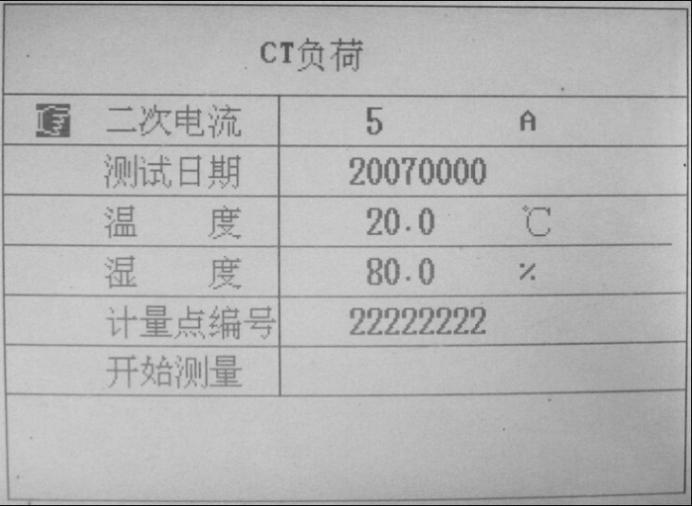 CT负荷
二次电流 5 A
测试日期 20070000
温 度 20.0 ℃
湿 度 80.0 %
计量点编号 22222222
开始测量